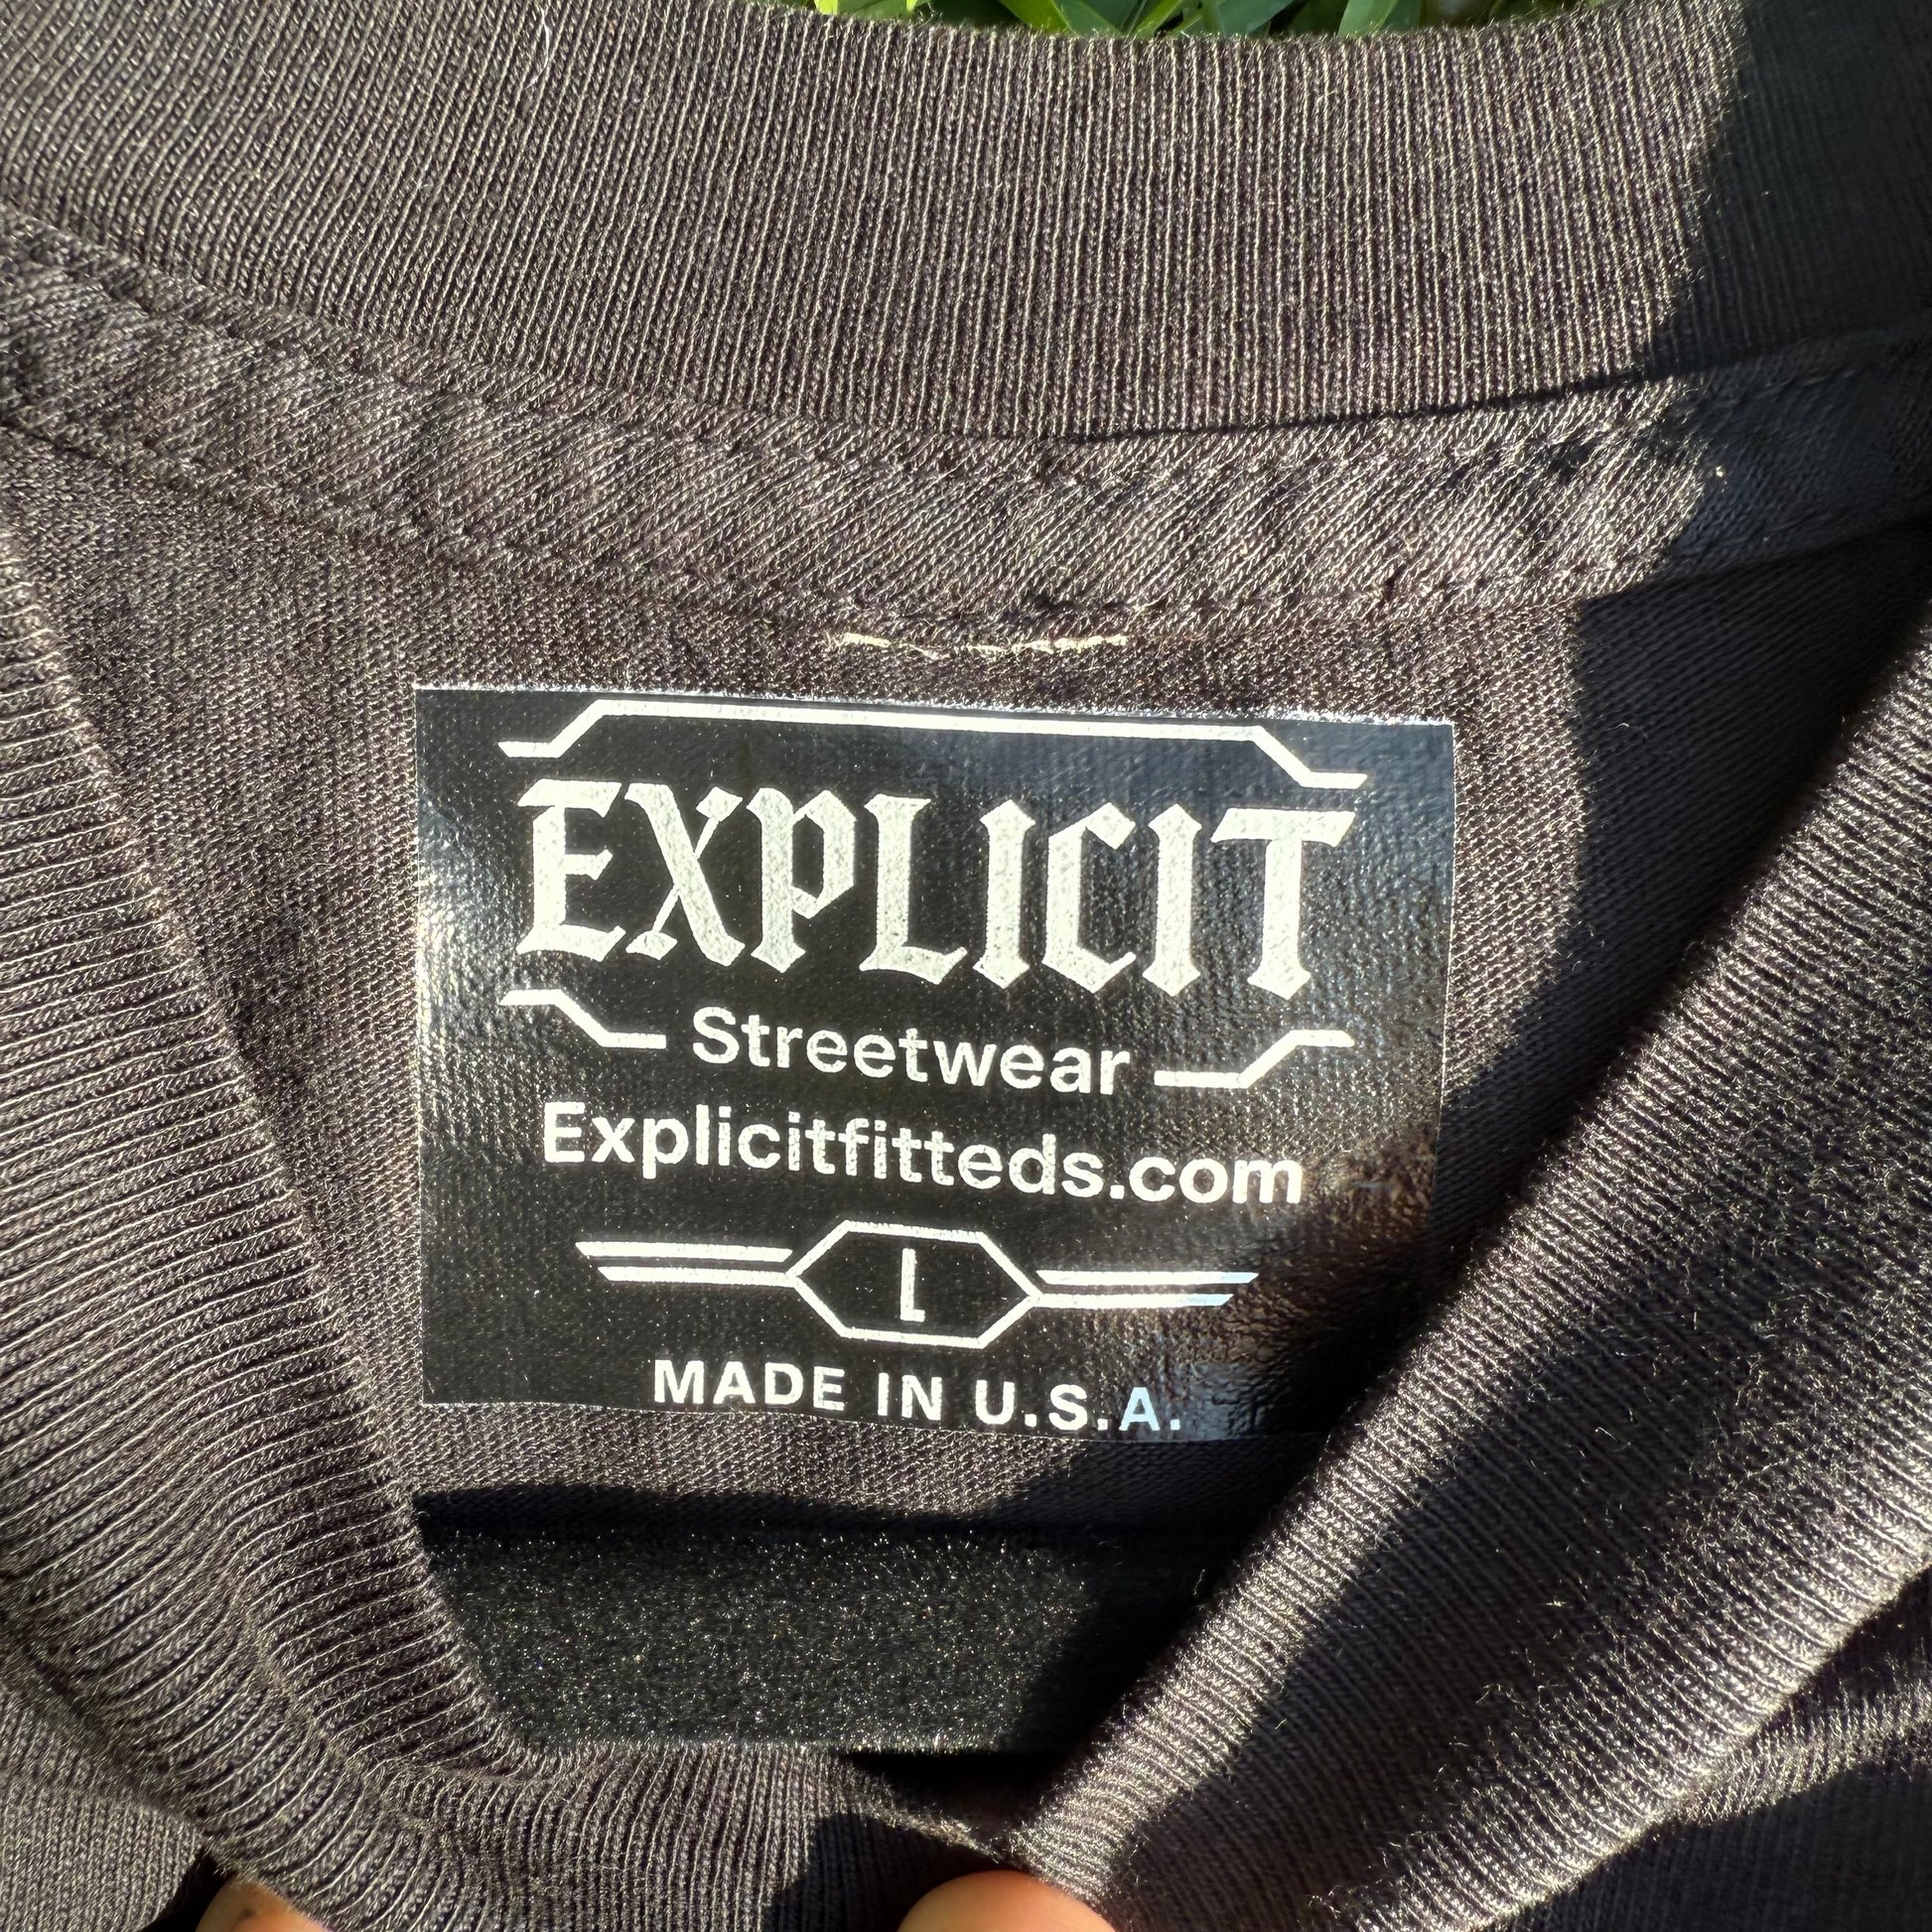 EXPLICIT
Streetwear
Explicitfitteds.com
L
MADE IN U.S.A.